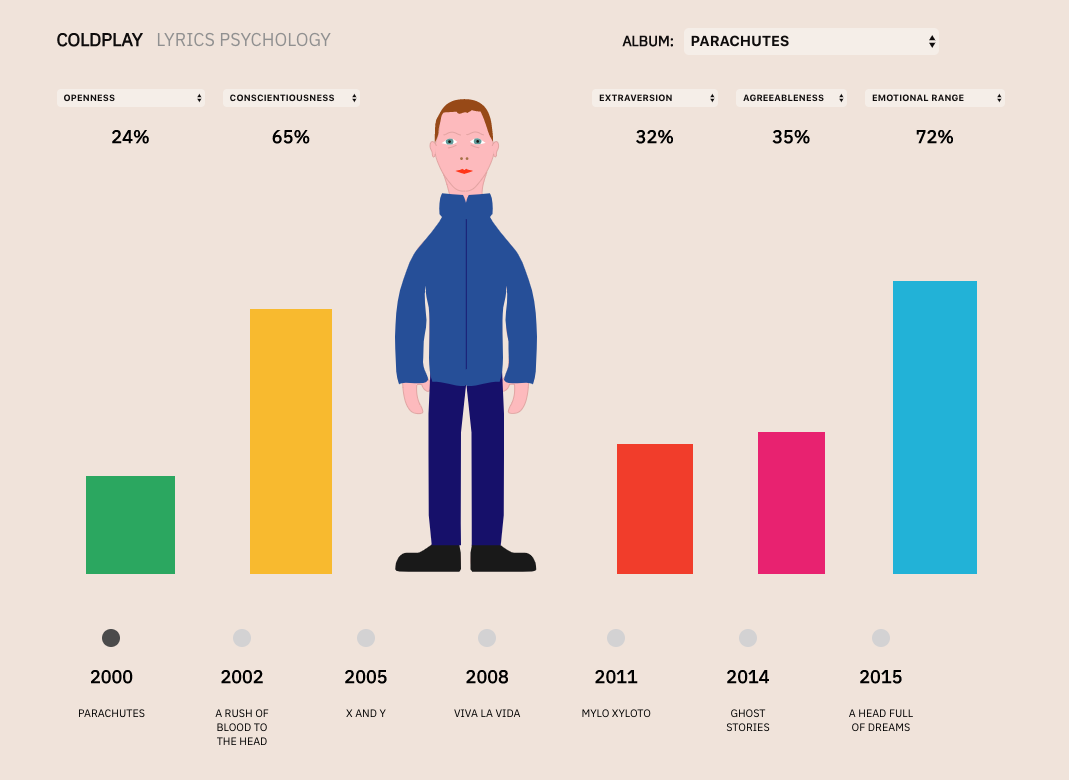 COLDPLAY LYRICS PSYCHOLOGY
ALBUM: PARACHUTES
OPENNESS
CONSCIENTIOUSNESS
EXTRAVERSION
AGREEABLENESS
EMOTIONAL RANGE
24%
65%
32%
35%
72%
2000
2002
2005
2008
2011
2014
2015
PARACHUTES
A RUSH OF
BLOOD TO
THE HEAD
X AND Y
VIVA LA VIDA
MYLO XYLOTO
GHOST
STORIES
A HEAD FULL
OF DREAMS